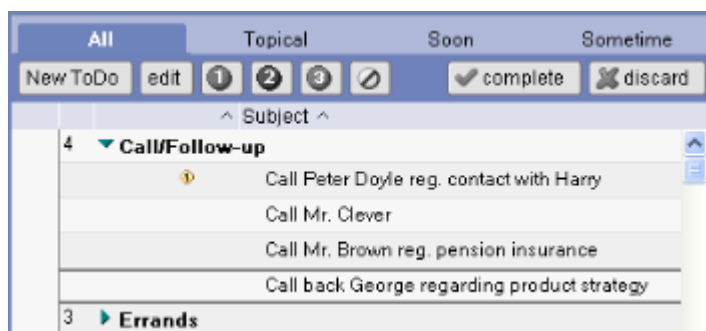 All Topical Soon Sometime
New ToDo edit 1 2 3 complete discard
^ Subject ^
4 Call/Follow-up
1 Call Peter Doyle reg. contact with Harry
Call Mr. Clever
Call Mr. Brown reg. pension insurance
Call back George regarding product strategy
3 Errands